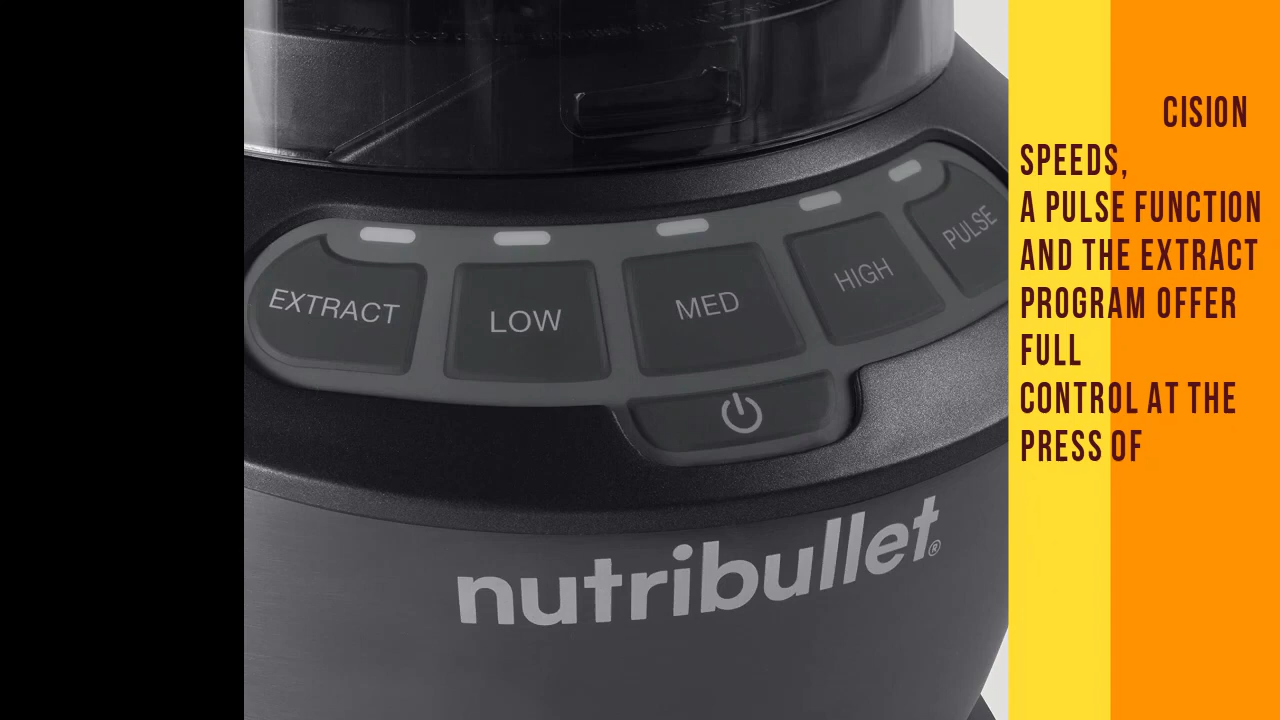 EXTRACT
LOW
MED
HIGH
PULSE
nutribullet®
CISION
SPEEDS,
A PULSE FUNCTION
AND THE EXTRACT
PROGRAM OFFER
FULL
CONTROL AT THE
PRESS OF